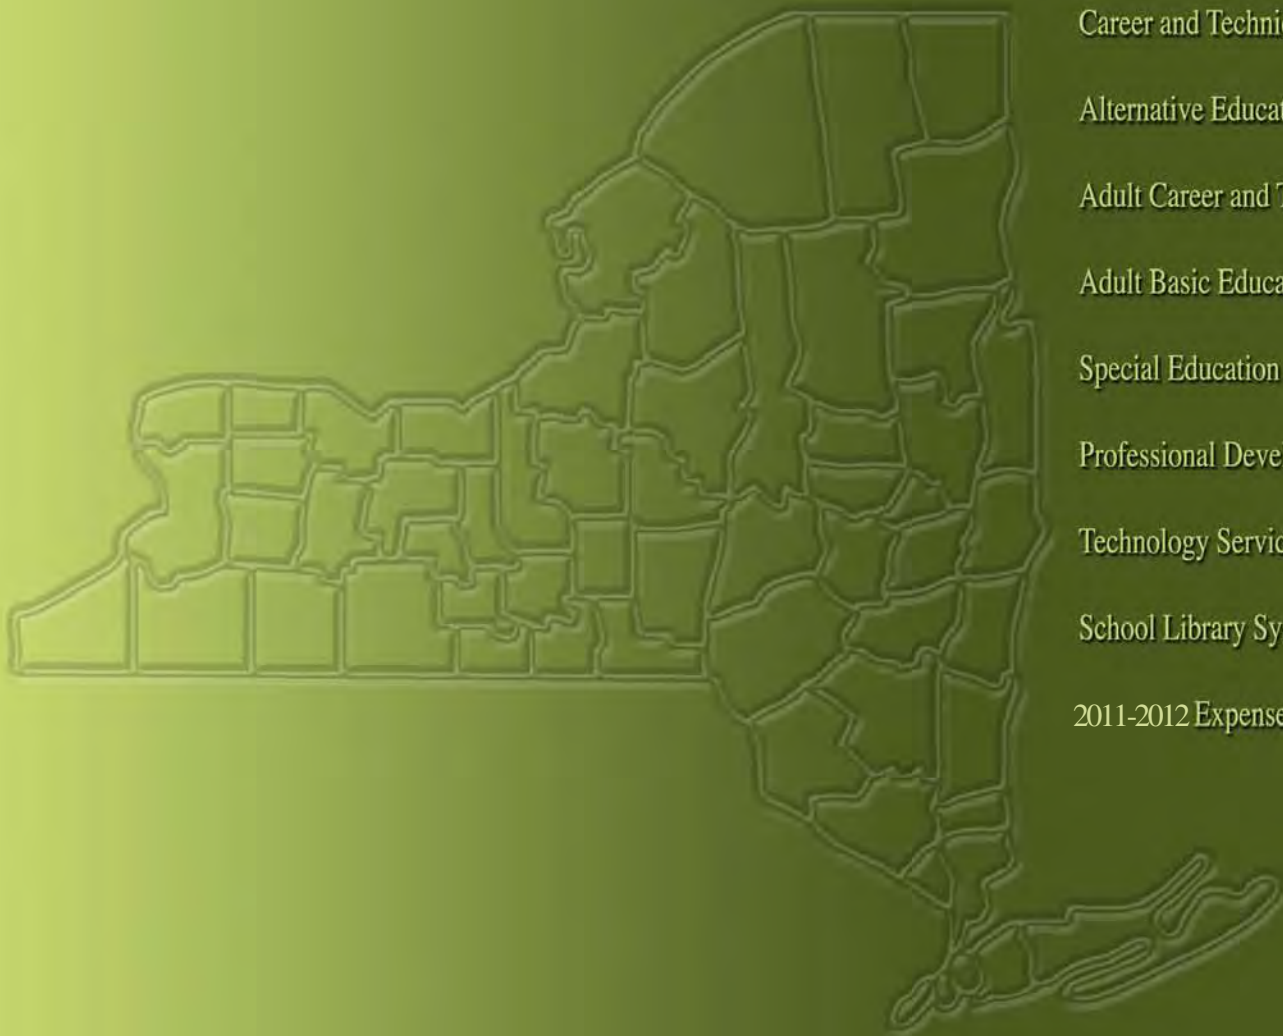 Career and Techni
Alternative Educat
Adult Career and T
Adult Basic Educa
Special Education
Professional Deve
Technology Servic
School Library Sy
2011-2012 Expense